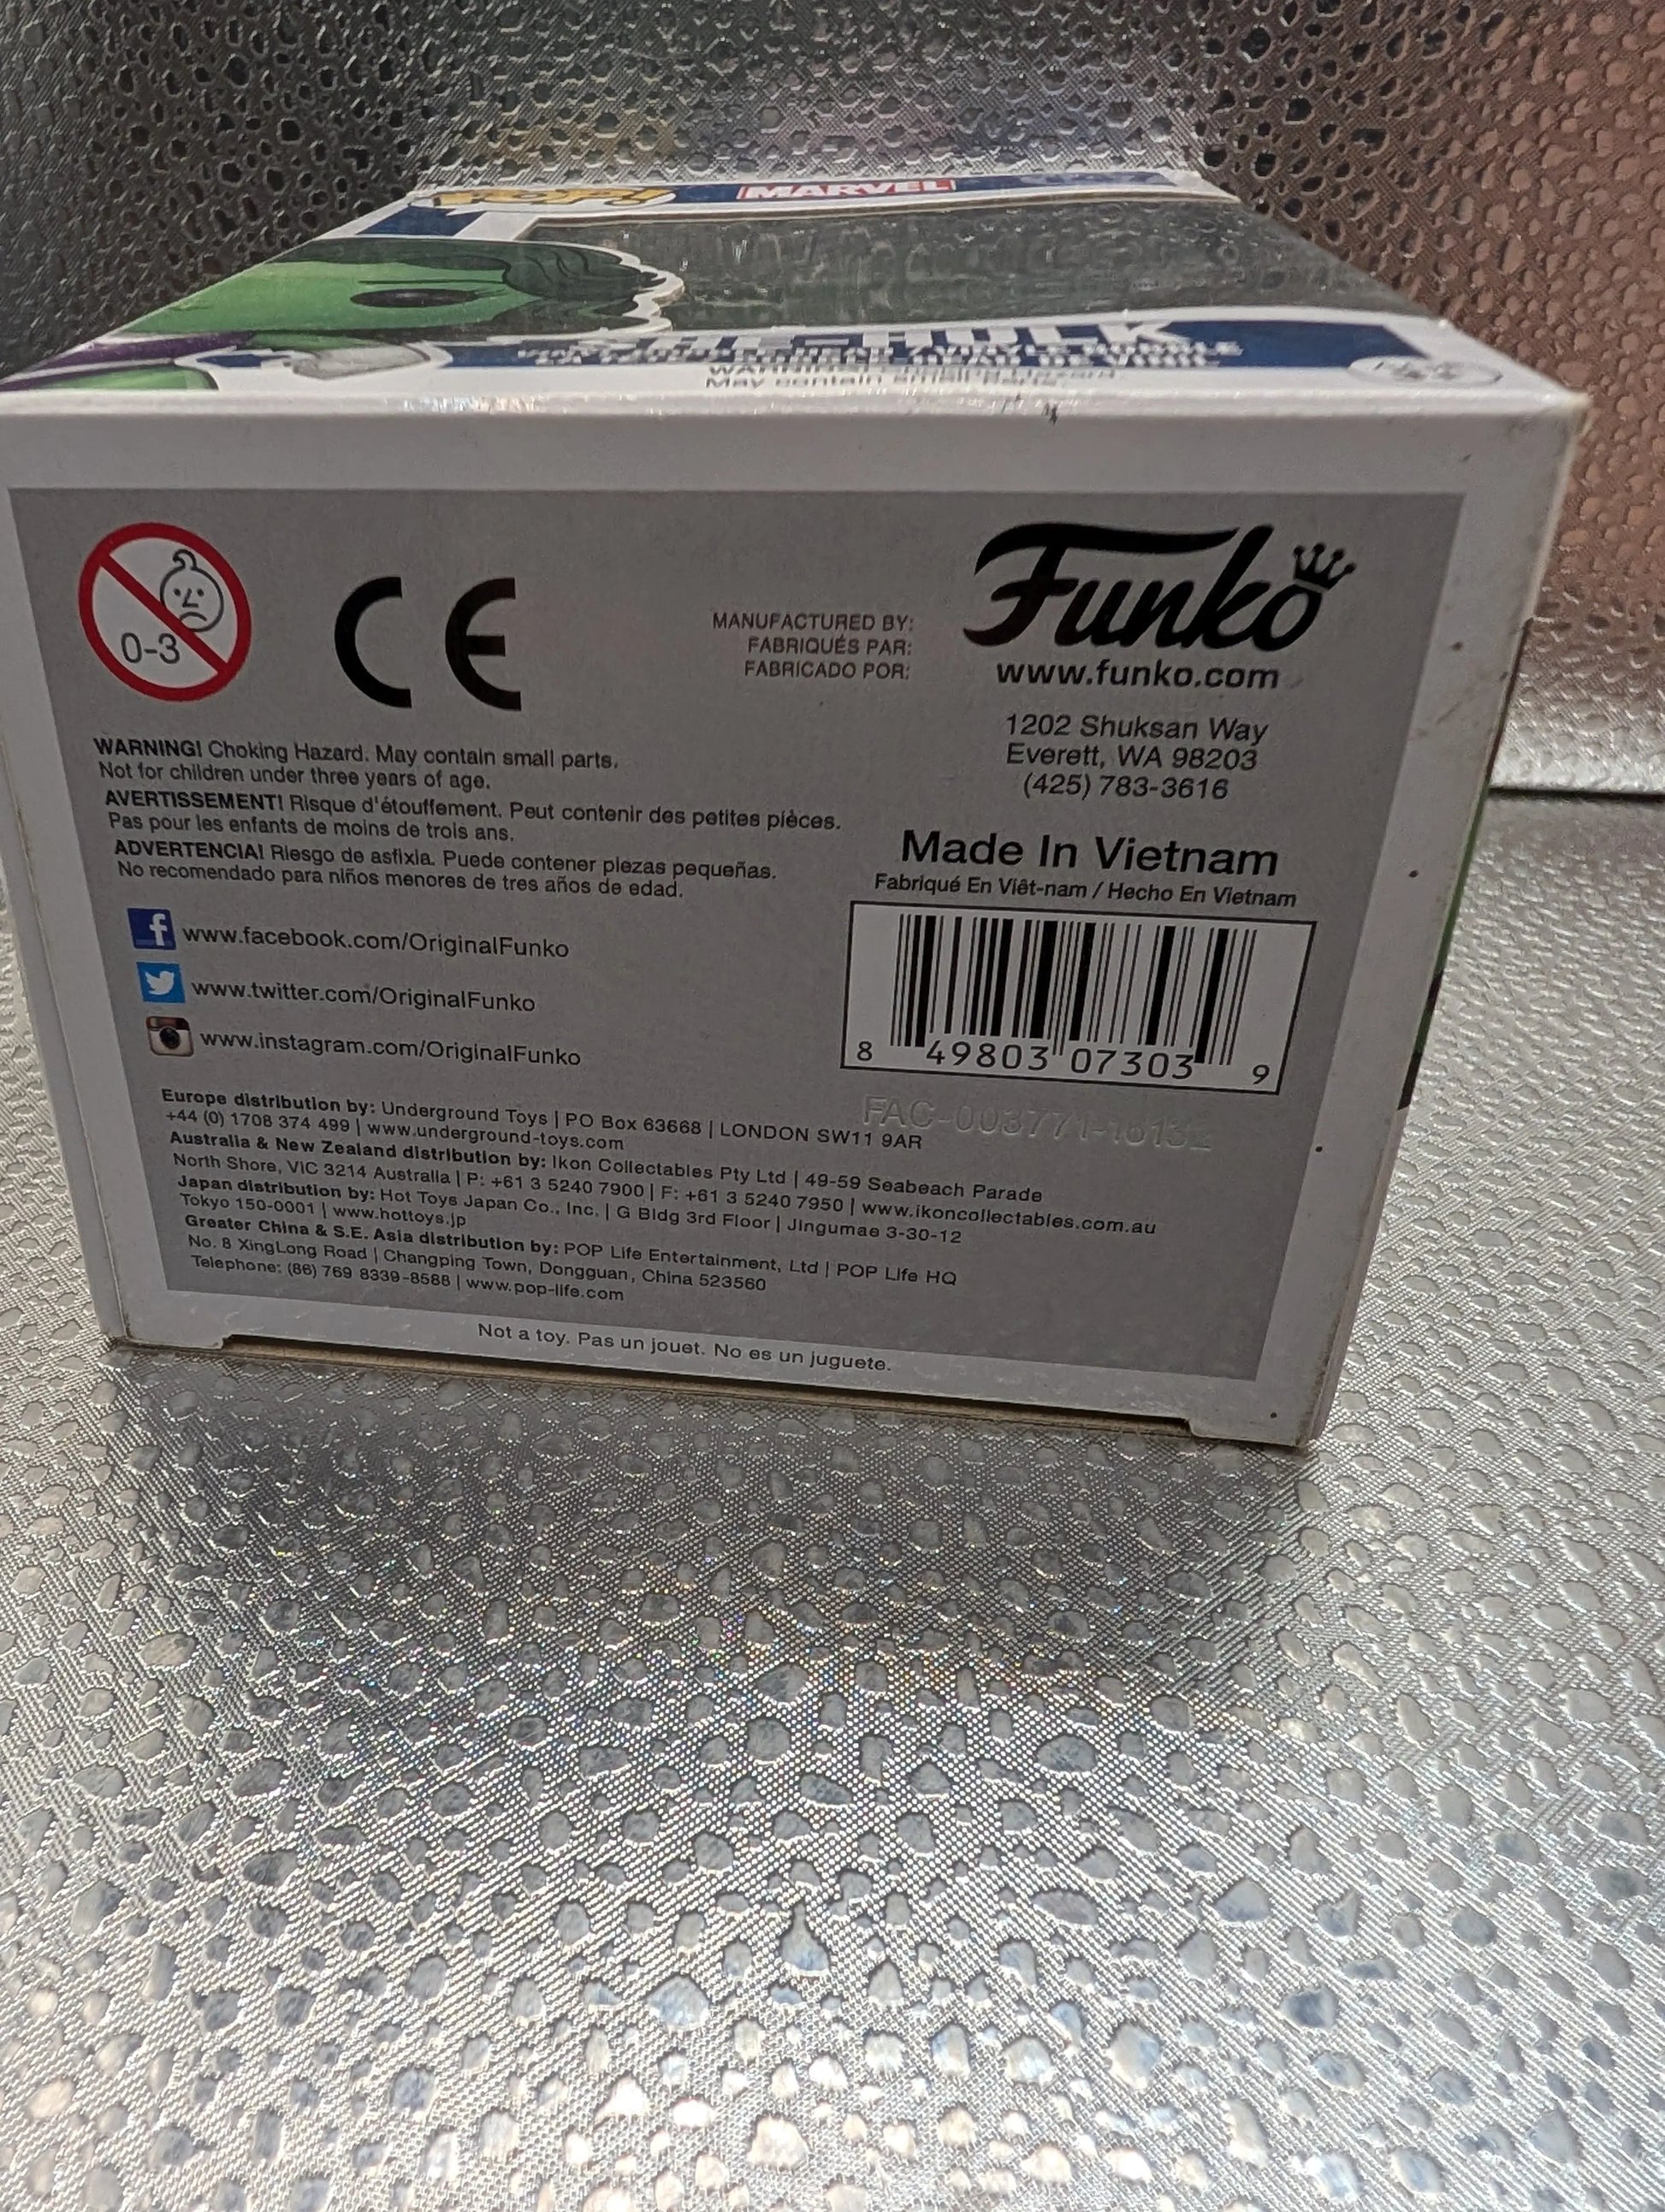 POP!
MARVEL
SHE-HULK
WARNING: Choking Hazard.
May contain small parts.
0-3
CE
MANUFACTURED BY:
FABRIQUÉS PAR:
FABRICADO POR:
Funko
www.funko.com
1202 Shuksan Way
Everett, WA 98203
(425) 783-3616
WARNING! Choking Hazard. May contain small parts.
Not for children under three years of age.
AVERTISSEMENT! Risque d'étouffement. Peut contenir des petites pièces.
Pas pour les enfants de moins de trois ans.
ADVERTENCIA! Riesgo de asfixia. Puede contener piezas pequeñas.
No recomendado para niños menores de tres años de edad.
Made In Vietnam
Fabriqué En Viêt-nam / Hecho En Vietnam
www.facebook.com/OriginalFunko
www.twitter.com/OriginalFunko
www.instagram.com/OriginalFunko
8 49803 07303 9
Europe distribution by: Underground Toys | PO Box 63668 | LONDON SW11 9AR
+44 (0) 1708 374 499 | www.underground-toys.com
Australia & New Zealand distribution by: Ikon Collectables Pty Ltd | 49-59 Seabeach Parade
North Shore, VIC 3214 Australia | P: +61 3 5240 7900 | F: +61 3 5240 7950 | www.ikoncollectables.com.au
Japan distribution by: Hot Toys Japan Co., Inc. | G Bldg 3rd Floor | Jingumae 3-30-12
Tokyo 150-0001 | www.hottoys.jp
Greater China & S.E. Asia distribution by: POP Life Entertainment, Ltd | POP Life HQ
No. 8 XingLong Road | Changping Town, Dongguan, China 523560
Telephone: (86) 769 8339-8588 | www.pop-life.com
Not a toy. Pas un jouet. No es un juguete.